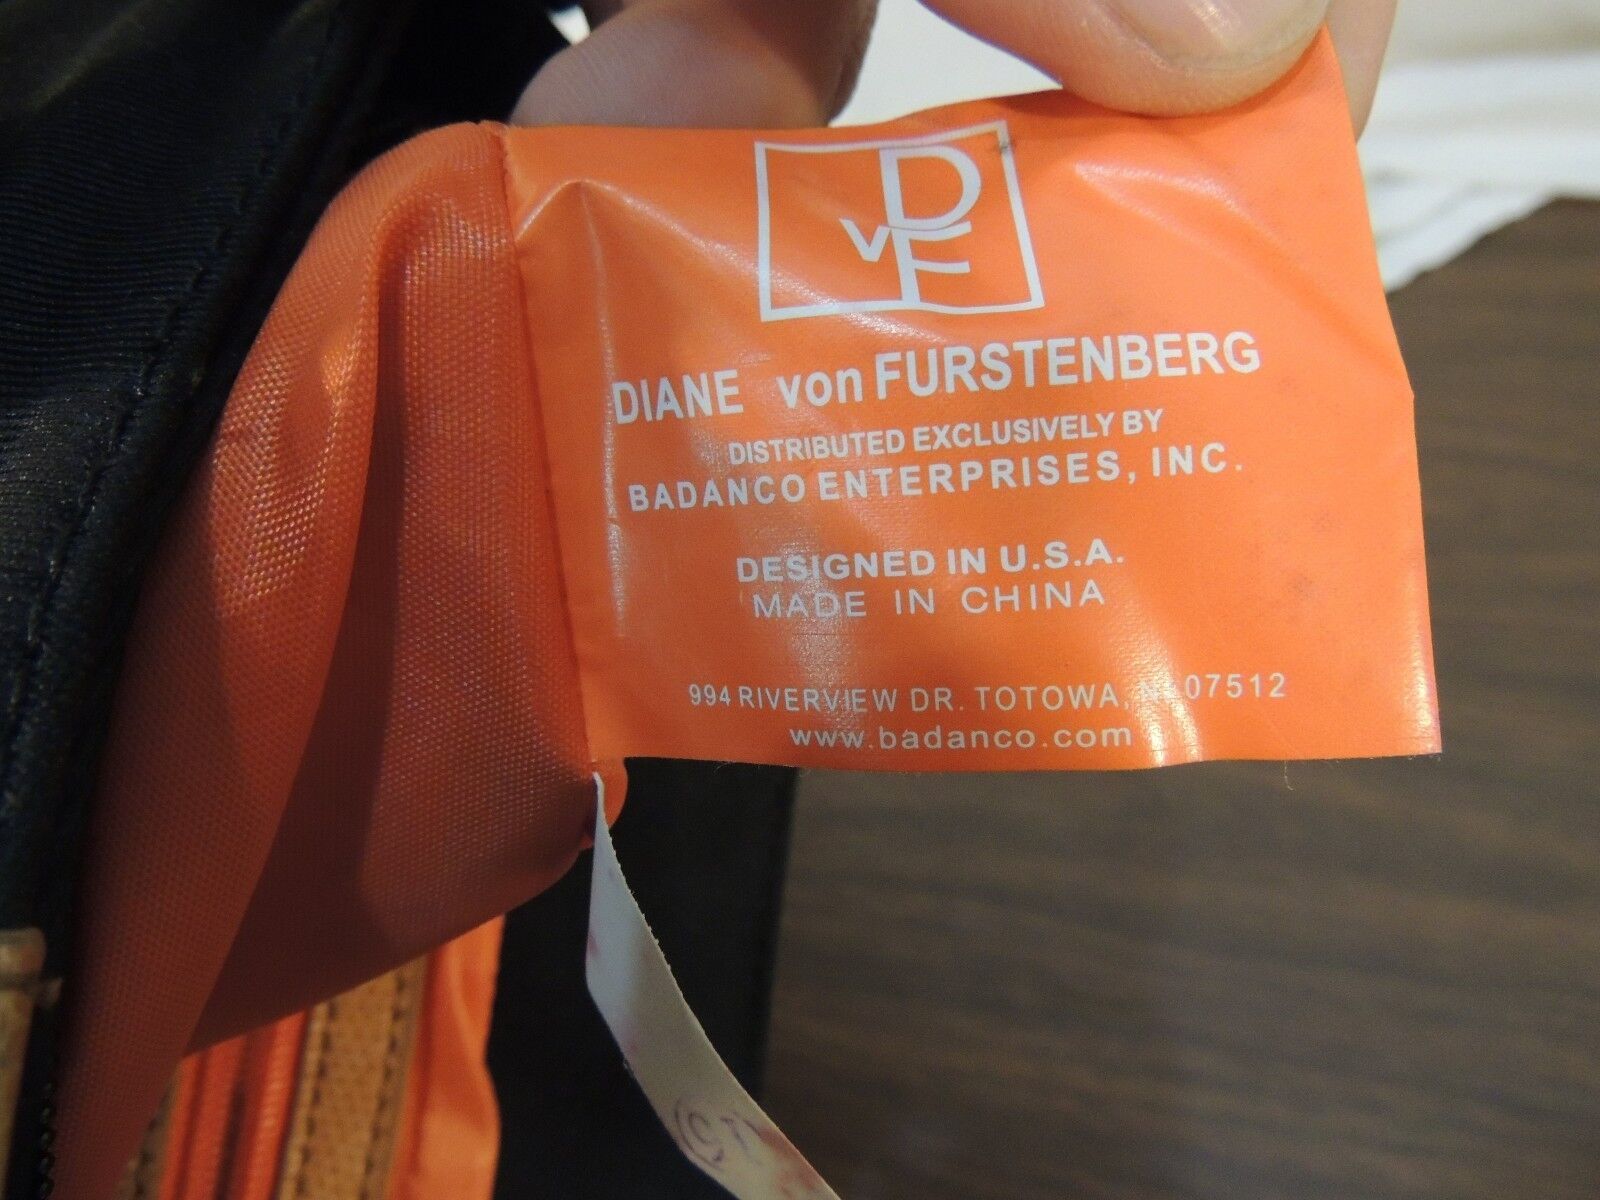 DvF
DIANE von FURSTENBERG
DISTRIBUTED EXCLUSIVELY BY
BADANCO ENTERPRISES, INC.
DESIGNED IN U.S.A.
MADE IN CHINA
994 RIVERVIEW DR. TOTOWA, 07512
www.badanco.com